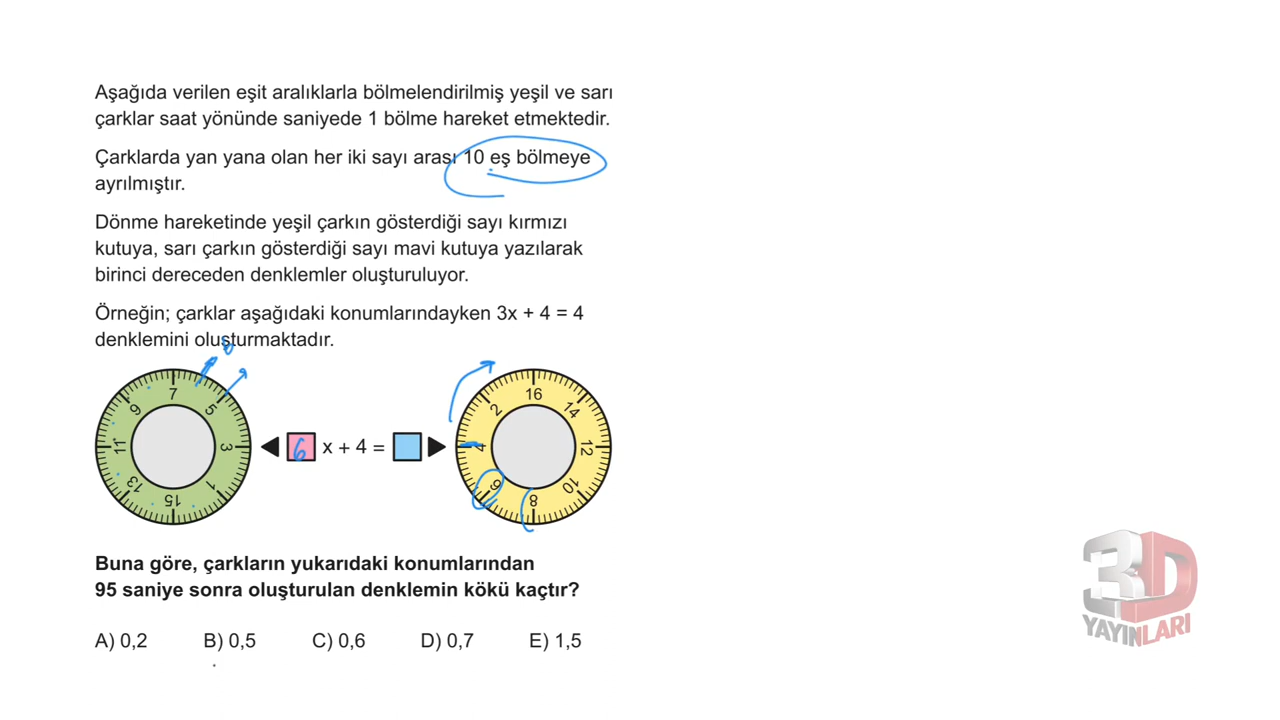 Aşağıda verilen eşit aralıklarla bölmelendirilmiş yeşil ve sarı
çarklar saat yönünde saniyede 1 bölme hareket etmektedir.
Çarklarda yan yana olan her iki sayı arası 10 eş bölmeye
ayrılmıştır.
Dönme hareketinde yeşil çarkın gösterdiği sayı kırmızı
kutuya, sarı çarkın gösterdiği sayı mavi kutuya yazılarak
birinci dereceden denklemler oluşturuluyor.
Örneğin; çarklar aşağıdaki konumlarındayken 3x + 4 = 4
denklemini oluşturmaktadır.
7 5 3 1 15 13 11 9
6 x + 4 =
16 14 12 10 8 6 4 2
Buna göre, çarkların yukarıdaki konumlarından
95 saniye sonra oluşturulan denklemin kökü kaçtır?
A) 0,2 B) 0,5 C) 0,6 D) 0,7 E) 1,5
3D
YAYINLARI